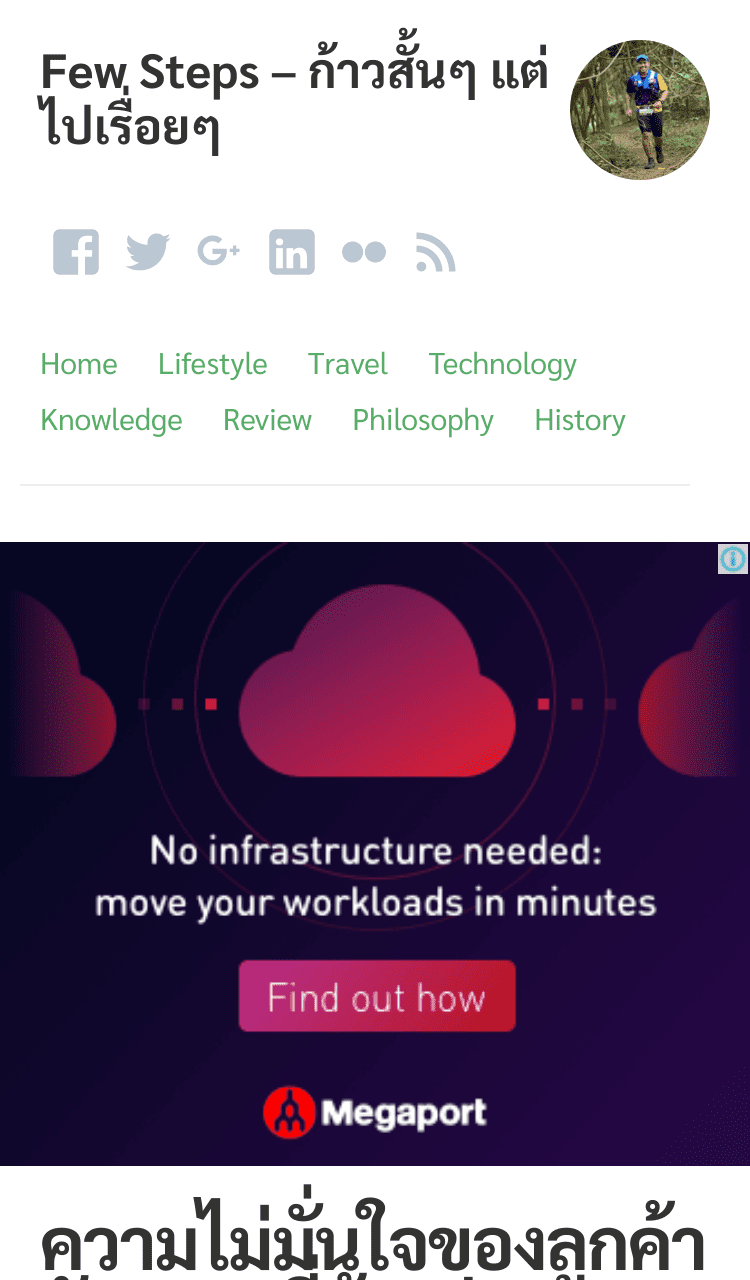 Few Steps – ก้าวสั้นๆ แต่
ไปเรื่อยๆ
Home Lifestyle Travel Technology
Knowledge Review Philosophy History
No infrastructure needed:
move your workloads in minutes
Find out how
Megaport
ความไม่มั่นใจของลูกค้า